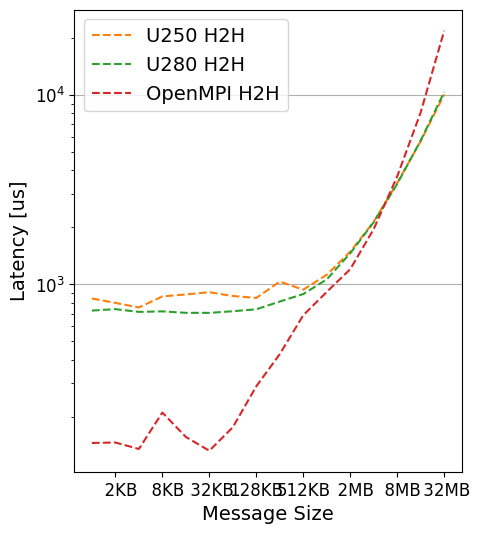 U250 H2H
U280 H2H
OpenMPI H2H
10^4
10^3
Latency [us]
2KB 8KB 32KB 128KB 512KB 2MB 8MB 32MB
Message Size